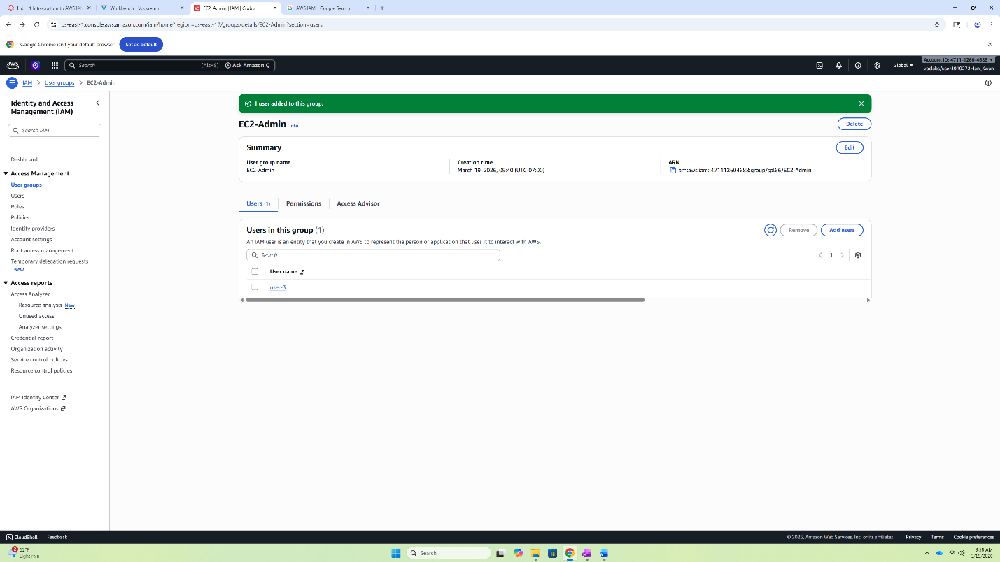 Lab - 1 Introduction to AWS IAM
Workbench - Vocareum
EC2-Admin | IAM | Global
AWS IAM - Google Search
us-east-1.console.aws.amazon.com/iam/home?region=us-east-1#/groups/details/EC2-Admin?section=users
Google Chrome isn't your default browser
Set as default
aws
Search
[Alt+S]
Ask Amazon Q
Global
Account ID: 4711-1260-4688
voclabs/user4919272=Ian_Kwan
IAM
User groups
EC2-Admin
Identity and Access
Management (IAM)
Search IAM
Dashboard
Access Management
User groups
Users
Roles
Policies
Identity providers
Account settings
Root access management
Temporary delegation requests
New
Access reports
Access Analyzer
Resource analysis New
Unused access
Analyzer settings
Credential report
Organization activity
Service control policies
Resource control policies
IAM Identity Center
AWS Organizations
1 user added to this group.
EC2-Admin Info
Delete
Summary
Edit
User group name
EC2-Admin
Creation time
March 19, 2026, 09:40 (UTC-07:00)
ARN
arn:aws:iam::471112604688:group/spl66/EC2-Admin
Users (1)
Permissions
Access Advisor
Users in this group (1)
Remove
Add users
An IAM user is an entity that you create in AWS to represent the person or application that uses it to interact with AWS.
Search
1
User name
user-3
CloudShell
Feedback
© 2026, Amazon Web Services, Inc. or its affiliates.
Privacy
Terms
Cookie preferences
2
52°F
Light rain
Search
9:58 AM
3/19/2026